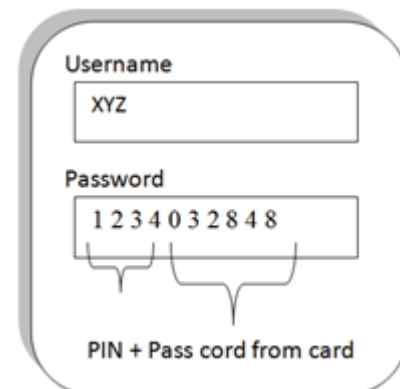 Username
XYZ
Password
1 2 3 4 0 3 2 8 4 8
PIN + Pass cord from card